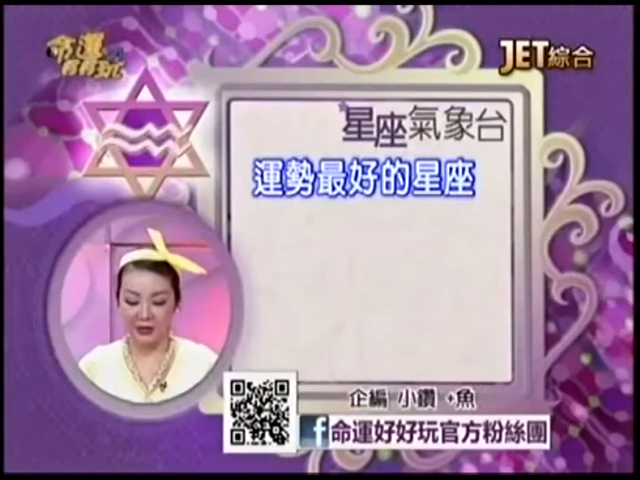 命運好好玩
JET綜合
星座氣象台
運勢最好的星座
企編 小鑽 +魚
f 命運好好玩官方粉絲團